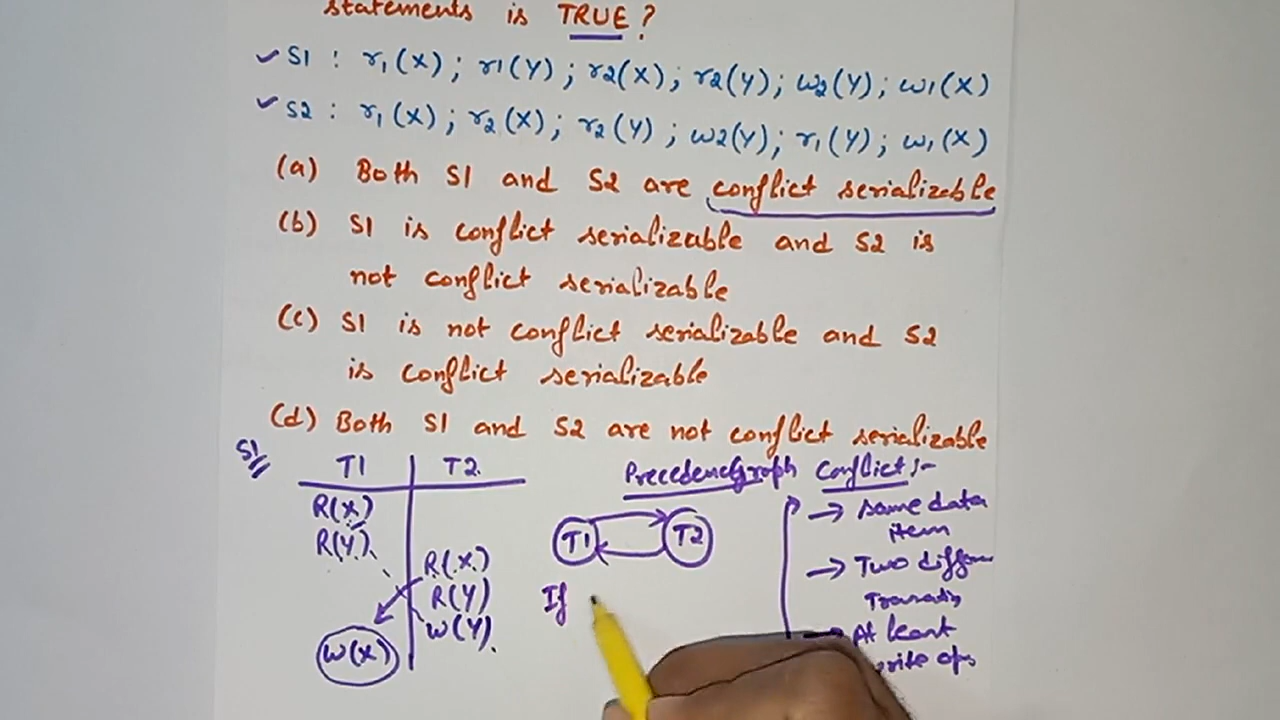 statements is TRUE?
S1 : r1(X); r1(Y); r2(X); r2(Y); w2(Y); w1(X)
S2 : r1(X); r2(X); r2(Y); w2(Y); r1(Y); w1(X)
(a) Both S1 and S2 are conflict serializable
(b) S1 is conflict serializable and S2 is
not conflict serializable
(c) S1 is not conflict serializable and S2
is conflict serializable
(d) Both S1 and S2 are not conflict serializable
S1
T1 T2
R(X)
R(Y)
R(X)
R(Y)
W(Y)
W(X)
Precedence Graph
T1 T2
If
Conflict :-
→ same data
item
→ Two
→ At least
ops